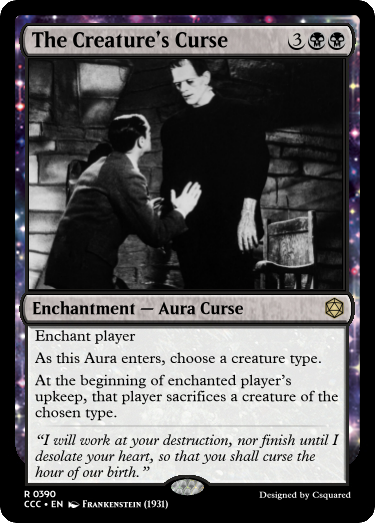 The Creature's Curse 3
Enchantment — Aura Curse
Enchant player
As this Aura enters, choose a creature type.
At the beginning of enchanted player's
upkeep, that player sacrifices a creature of the
chosen type.
“I will work at your destruction, nor finish until I
desolate your heart, so that you shall curse the
hour of our birth.”
R 0390
CCC • EN Frankenstein (1931)
Designed by Csquared